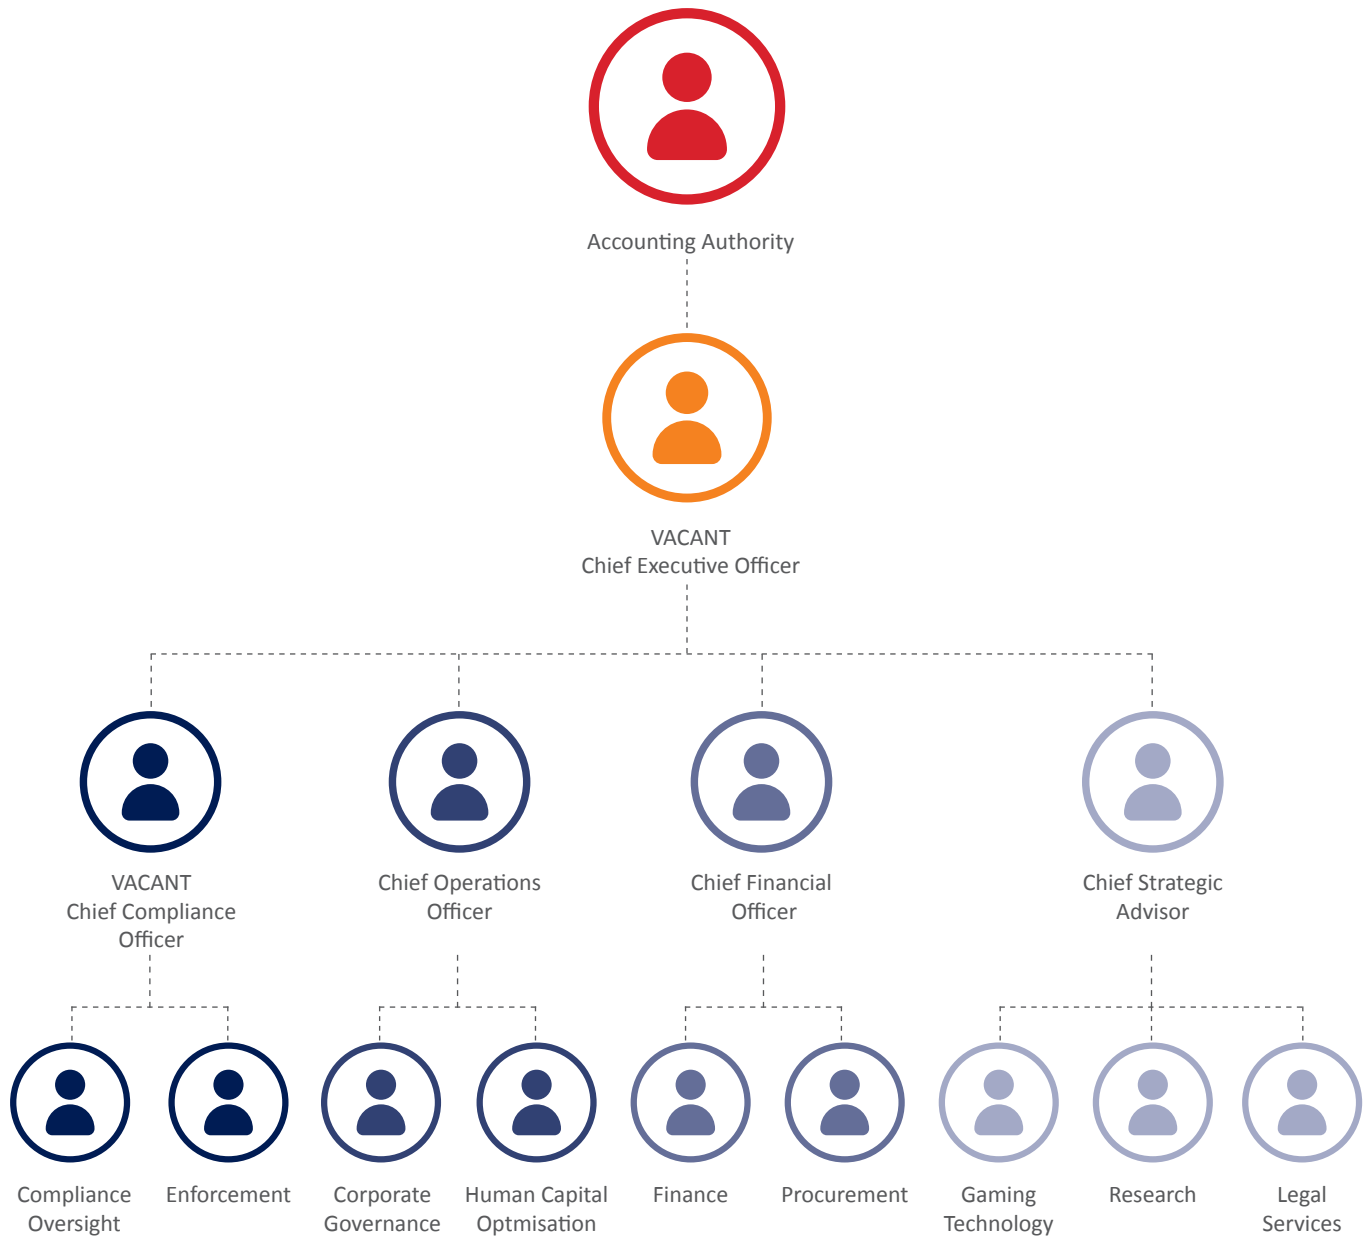 Accounting Authority
VACANT
Chief Executive Officer
VACANT
Chief Compliance
Officer
Chief Operations
Officer
Chief Financial
Officer
Chief Strategic
Advisor
Compliance
Oversight
Enforcement
Corporate
Governance
Human Capital
Optmisation
Finance
Procurement
Gaming
Technology
Research
Legal
Services